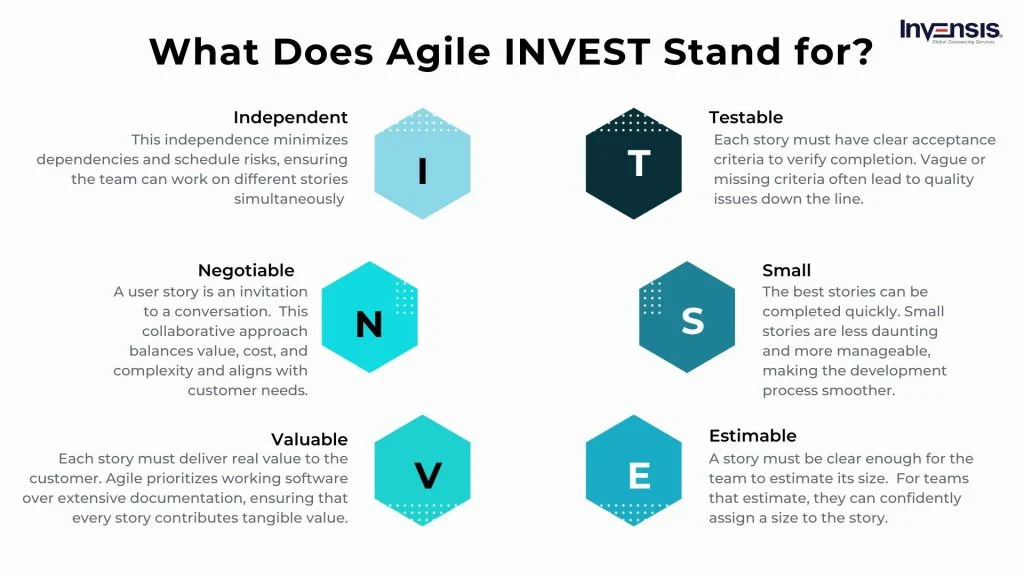 Invensis
Global Outsourcing Services
What Does Agile INVEST Stand for?
Independent
This independence minimizes
dependencies and schedule risks, ensuring
the team can work on different stories
simultaneously
I
Negotiable
A user story is an invitation
to a conversation. This
collaborative approach
balances value, cost, and
complexity and aligns with
customer needs.
N
Valuable
Each story must deliver real value to the
customer. Agile prioritizes working software
over extensive documentation, ensuring that
every story contributes tangible value.
V
E
Estimable
A story must be clear enough for the
team to estimate its size. For teams
that estimate, they can confidently
assign a size to the story.
S
Small
The best stories can be
completed quickly. Small
stories are less daunting
and more manageable,
making the development
process smoother.
T
Testable
Each story must have clear acceptance
criteria to verify completion. Vague or
missing criteria often lead to quality
issues down the line.